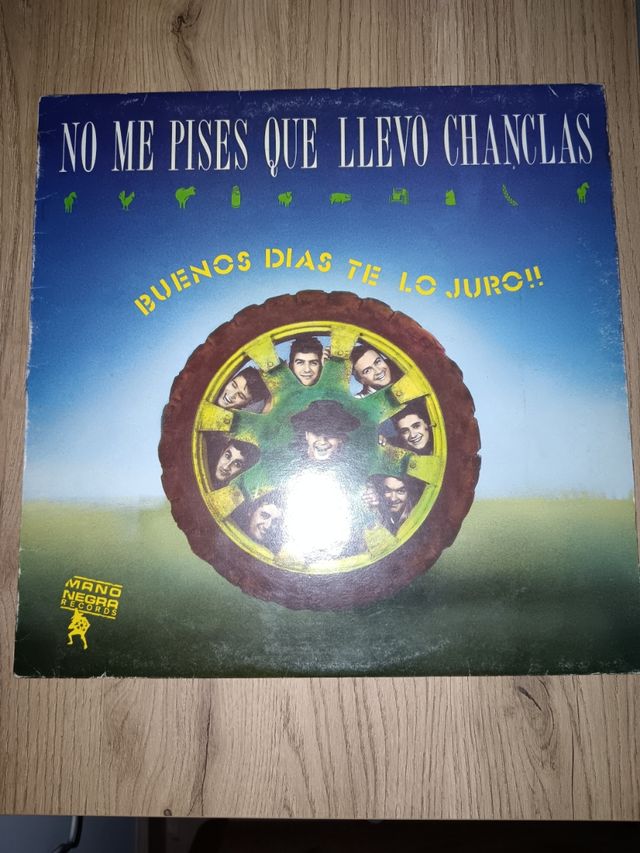 NO ME PISES QUE LLEVO CHANCLAS
BUENOS DIAS TE LO JURO!!
MANO
NEGRA
RECORDS